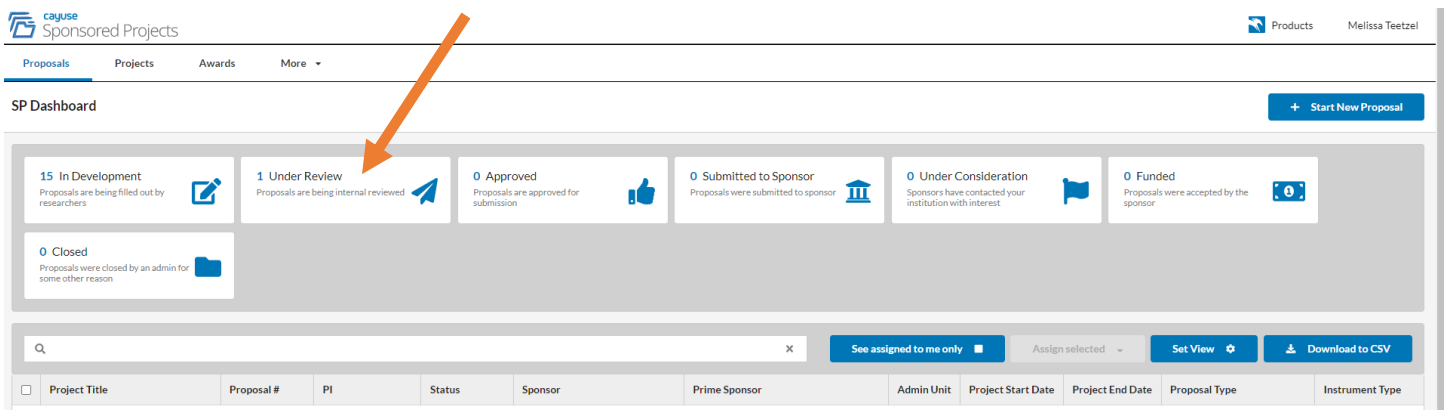 cayuse
Sponsored Projects
Products
Melissa Teetzel
Proposals
Projects
Awards
More
SP Dashboard
+ Start New Proposal
15 In Development
Proposals are being filled out by
researchers
1 Under Review
Proposals are being internal reviewed
0 Approved
Proposals are approved for
submission
0 Submitted to Sponsor
Proposals were submitted to sponsor
0 Under Consideration
Sponsors have contacted your
institution with interest
0 Funded
Proposals were accepted by the
sponsor
0 Closed
Proposals were closed by an admin for
some other reason
See assigned to me only
Assign selected
Set View
Download to CSV
Project Title
Proposal #
PI
Status
Sponsor
Prime Sponsor
Admin Unit
Project Start Date
Project End Date
Proposal Type
Instrument Type